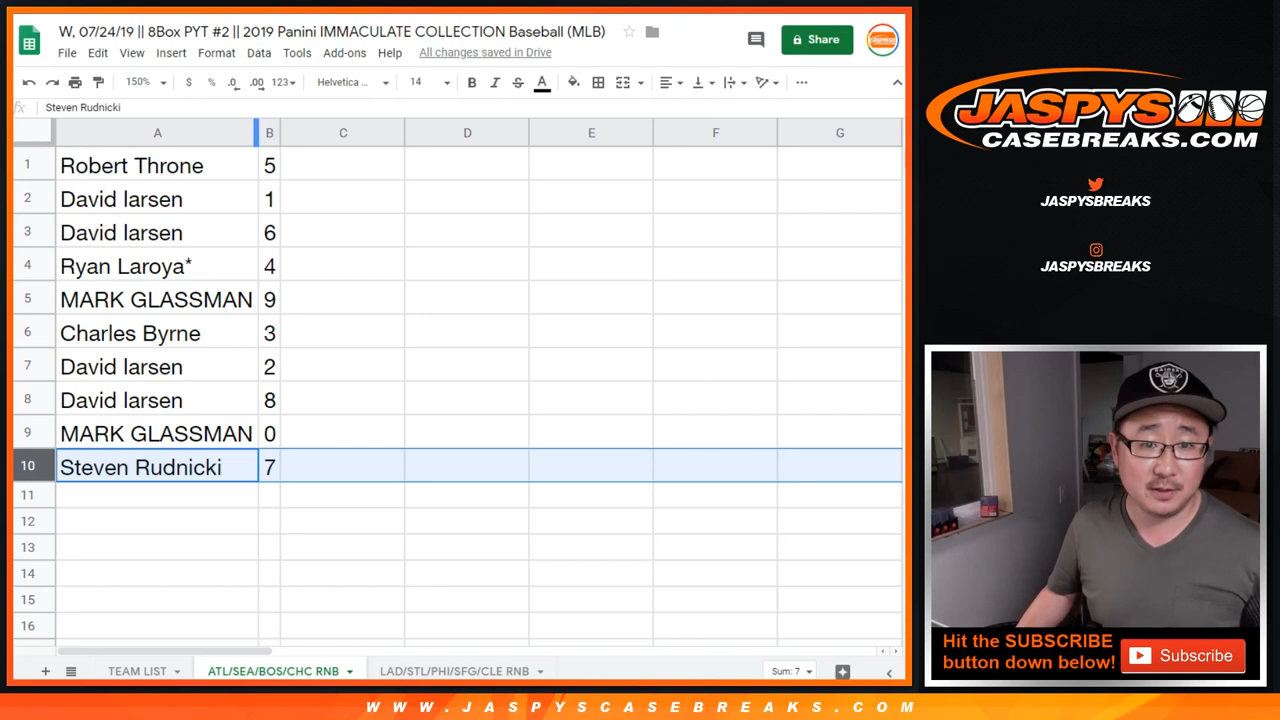 W, 07/24/19 || 8Box PYT #2 || 2019 Panini IMMACULATE COLLECTION Baseball (MLB)
File Edit View Format Data Tools Add-ons Help All changes saved in Drive
Share
150% $ % .0 .00 123 Helvetica ... 14 B I S A
fx Steven Rudnicki
A B C D E F G
1 Robert Throne 5
2 David larsen 1
3 David larsen 6
4 Ryan Laroya* 4
5 MARK GLASSMAN 9
6 Charles Byrne 3
7 David larsen 2
8 David larsen 8
9 MARK GLASSMAN 0
10 Steven Rudnicki 7
11
12
13
14
15
16
TEAM LIST ATL/SEA/BOS/CHC RNB LAD/STL/PHI/SFG/CLE RNB Sum: 7
JASPYS
CASEBREAKS.COM
JASPYSBREAKS
JASPYSBREAKS
RAIDERS
Hit the SUBSCRIBE
button down below!
Subscribe
WWW.JASPYSCASEBREAKS.COM